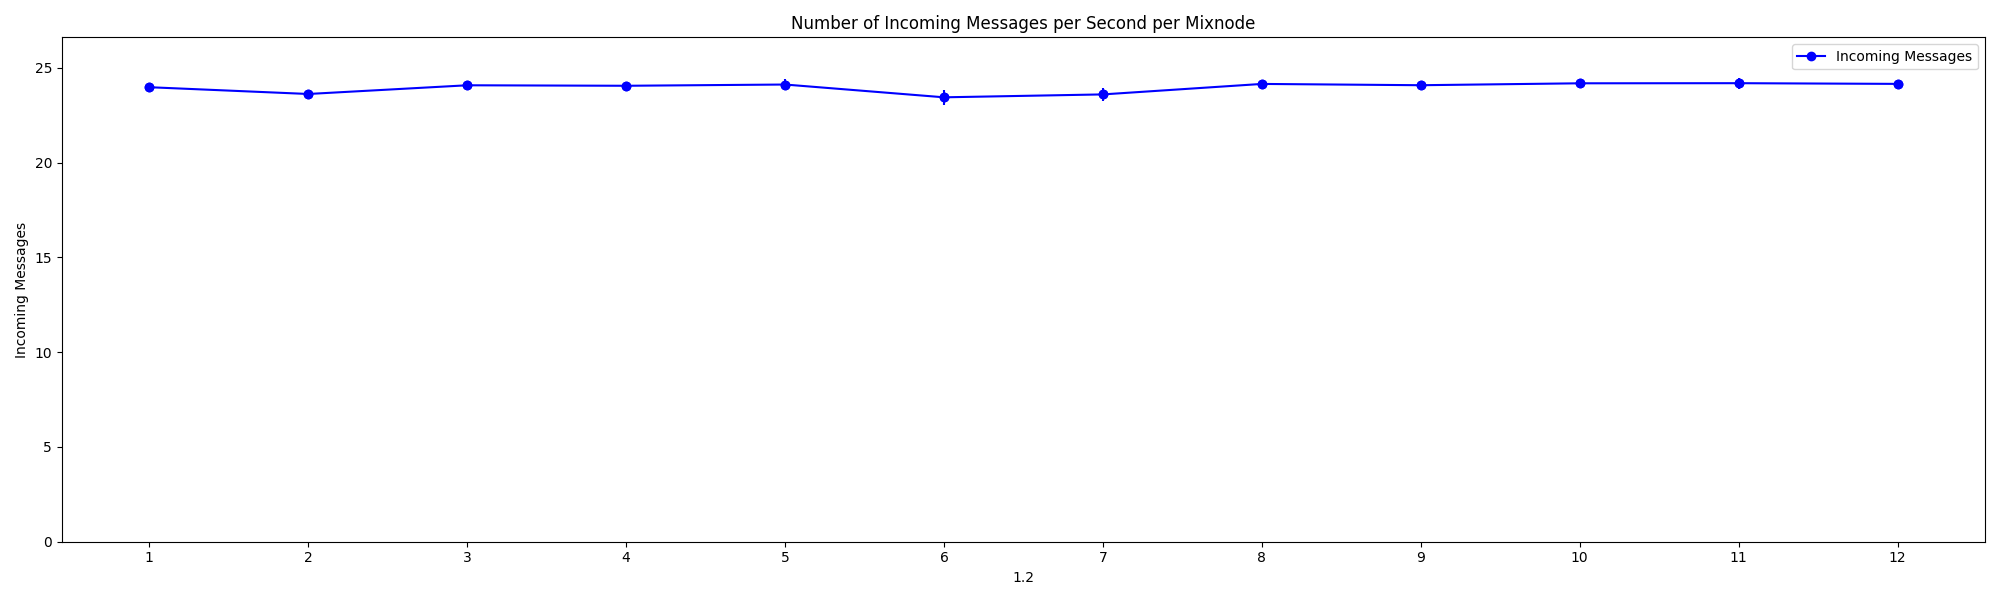 Number of Incoming Messages per Second per Mixnode
Incoming Messages
25
20
15
10
5
0
Incoming Messages
1 2 3 4 5 6 7 8 9 10 11 12
1.2